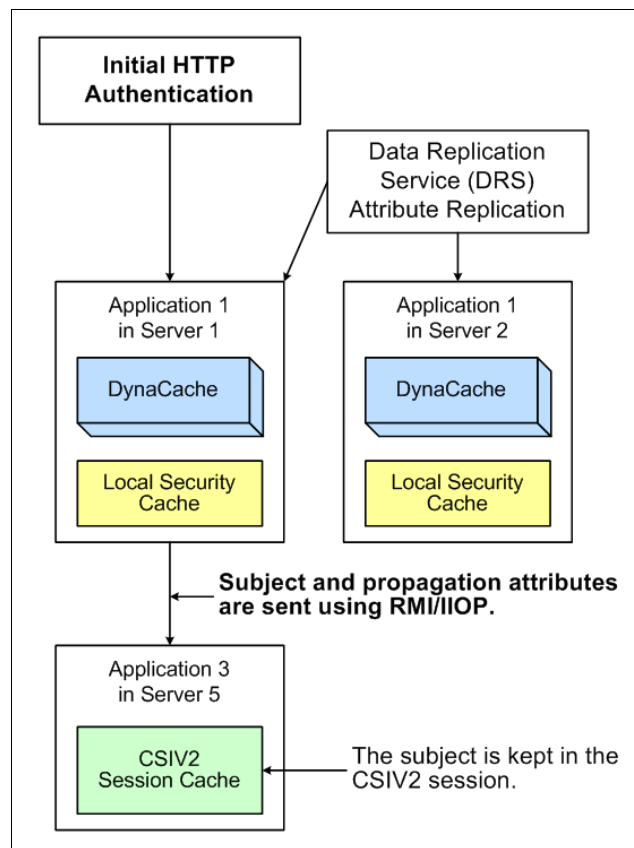 Initial HTTP
Authentication
Data Replication
Service (DRS)
Attribute Replication
Application 1
in Server 1
DynaCache
Local Security
Cache
Application 1
in Server 2
DynaCache
Local Security
Cache
Subject and propagation attributes
are sent using RMI/IIOP.
Application 3
in Server 5
CSIV2
Session Cache
The subject is kept in the
CSIV2 session.